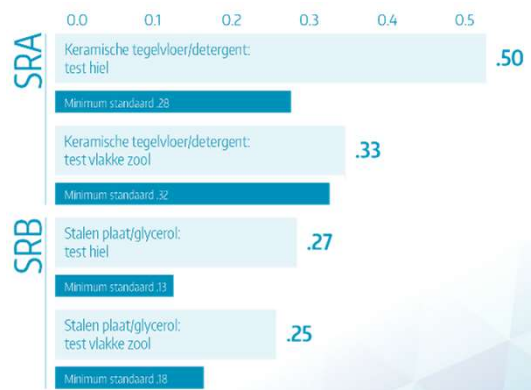 0.0 0.1 0.2 0.3 0.4 0.5
SRA
Keramische tegelvloer/detergent:
test hiel
.50
Minimum standaard .28
Keramische tegelvloer/detergent:
test vlakke zool
.33
Minimum standaard .32
SRB
Stalen plaat/glycerol:
test hiel
.27
Minimum standaard .13
Stalen plaat/glycerol:
test vlakke zool
.25
Minimum standaard .18